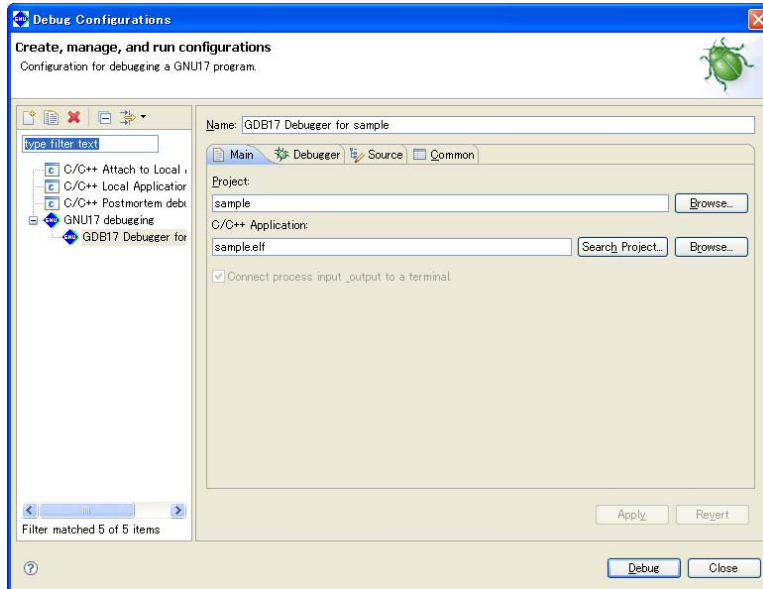 Debug Configurations
Create, manage, and run configurations
Configuration for debugging a GNU17 program.
type filter text
C/C++ Attach to Local
C/C++ Local Application
C/C++ Postmortem debu
GNU17 debugging
GDB17 Debugger for
Filter matched 5 of 5 items
Name: GDB17 Debugger for sample
Main Debugger Source Common
Project:
sample Browse...
C/C++ Application:
sample.elf Search Project... Browse...
Connect process input _output to a terminal.
Apply Revert
Debug Close